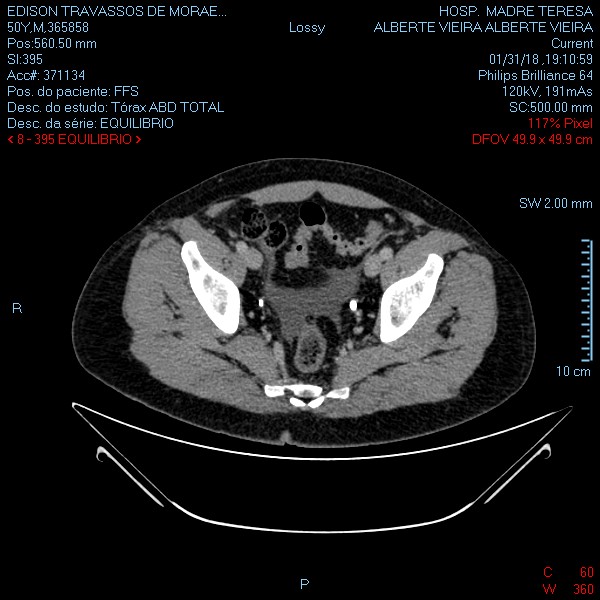 EDISON TRAVASSOS DE MORAE...
50Y,M,365858
Pos:560.50 mm
SI:395
Acc#: 371134
Pos. do paciente: FFS
Desc. do estudo: Tórax ABD TOTAL
Desc. da série: EQUILIBRIO
< 8 - 395 EQUILIBRIO >
Lossy
HOSP. MADRE TERESA
ALBERTE VIEIRA ALBERTE VIEIRA
Current
01/31/18 ,19:10:59
Philips Brilliance 64
120kV, 191mAs
SC:500.00 mm
117% Pixel
DFOV 49.9 x 49.9 cm
SW 2.00 mm
R
10 cm
P
C 60
W 360